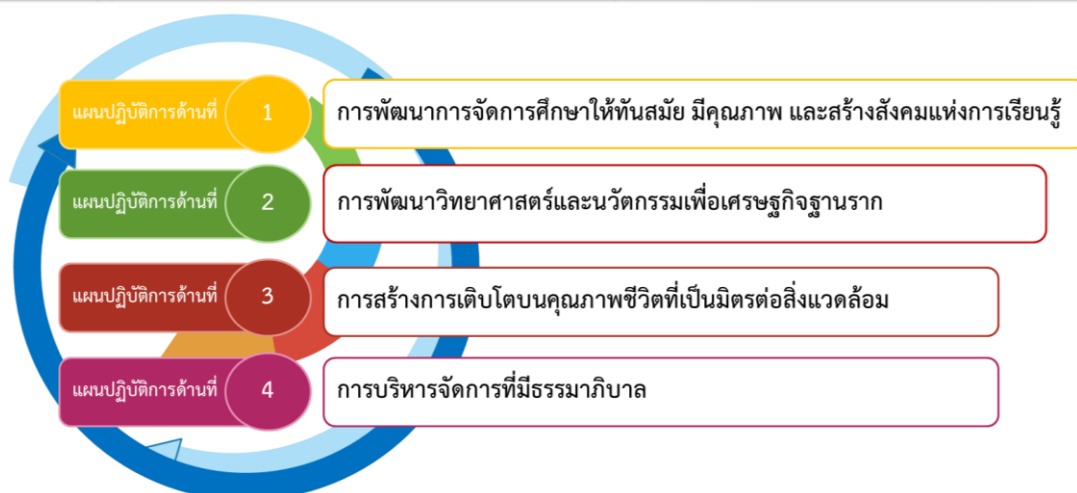 แผนปฏิบัติการด้านที่ 1 การพัฒนาการจัดการศึกษาให้ทันสมัย มีคุณภาพ และสร้างสังคมแห่งการเรียนรู้
แผนปฏิบัติการด้านที่ 2 การพัฒนาวิทยาศาสตร์และนวัตกรรมเพื่อเศรษฐกิจฐานราก
แผนปฏิบัติการด้านที่ 3 การสร้างการเติบโตบนคุณภาพชีวิตที่เป็นมิตรต่อสิ่งแวดล้อม
แผนปฏิบัติการด้านที่ 4 การบริหารจัดการที่มีธรรมาภิบาล